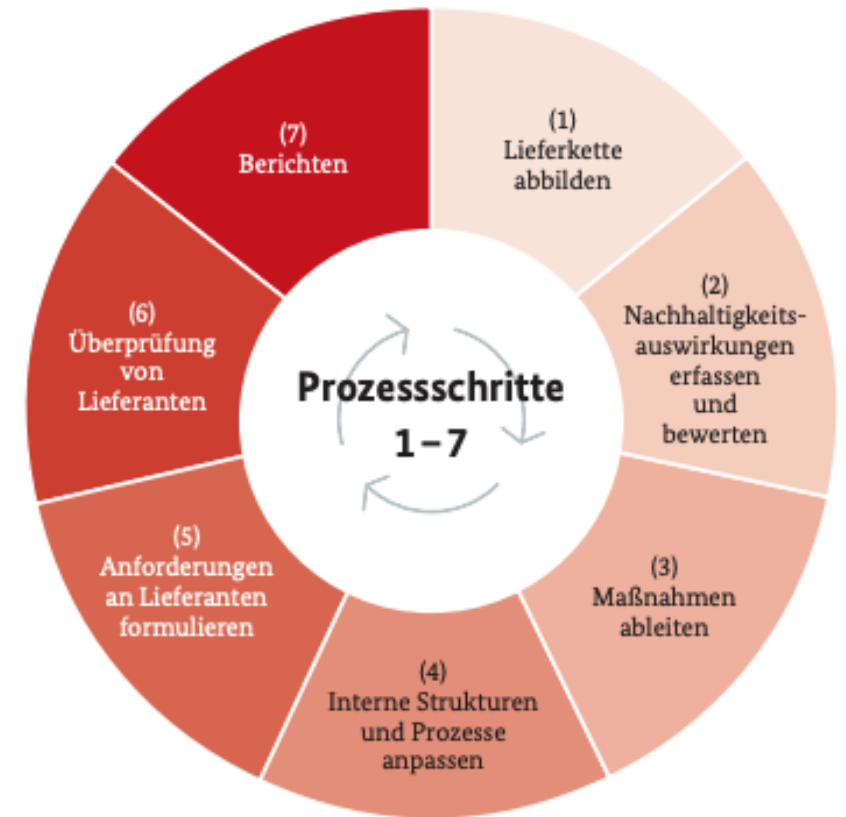 (1)
Lieferkette
abbilden
(2)
Nachhaltigkeits-
auswirkungen
erfassen
und
bewerten
(3)
Maßnahmen
ableiten
(4)
Interne Strukturen
und Prozesse
anpassen
(5)
Anforderungen
an Lieferanten
formulieren
(6)
Überprüfung
von
Lieferanten
(7)
Berichten
Prozessschritte
1–7